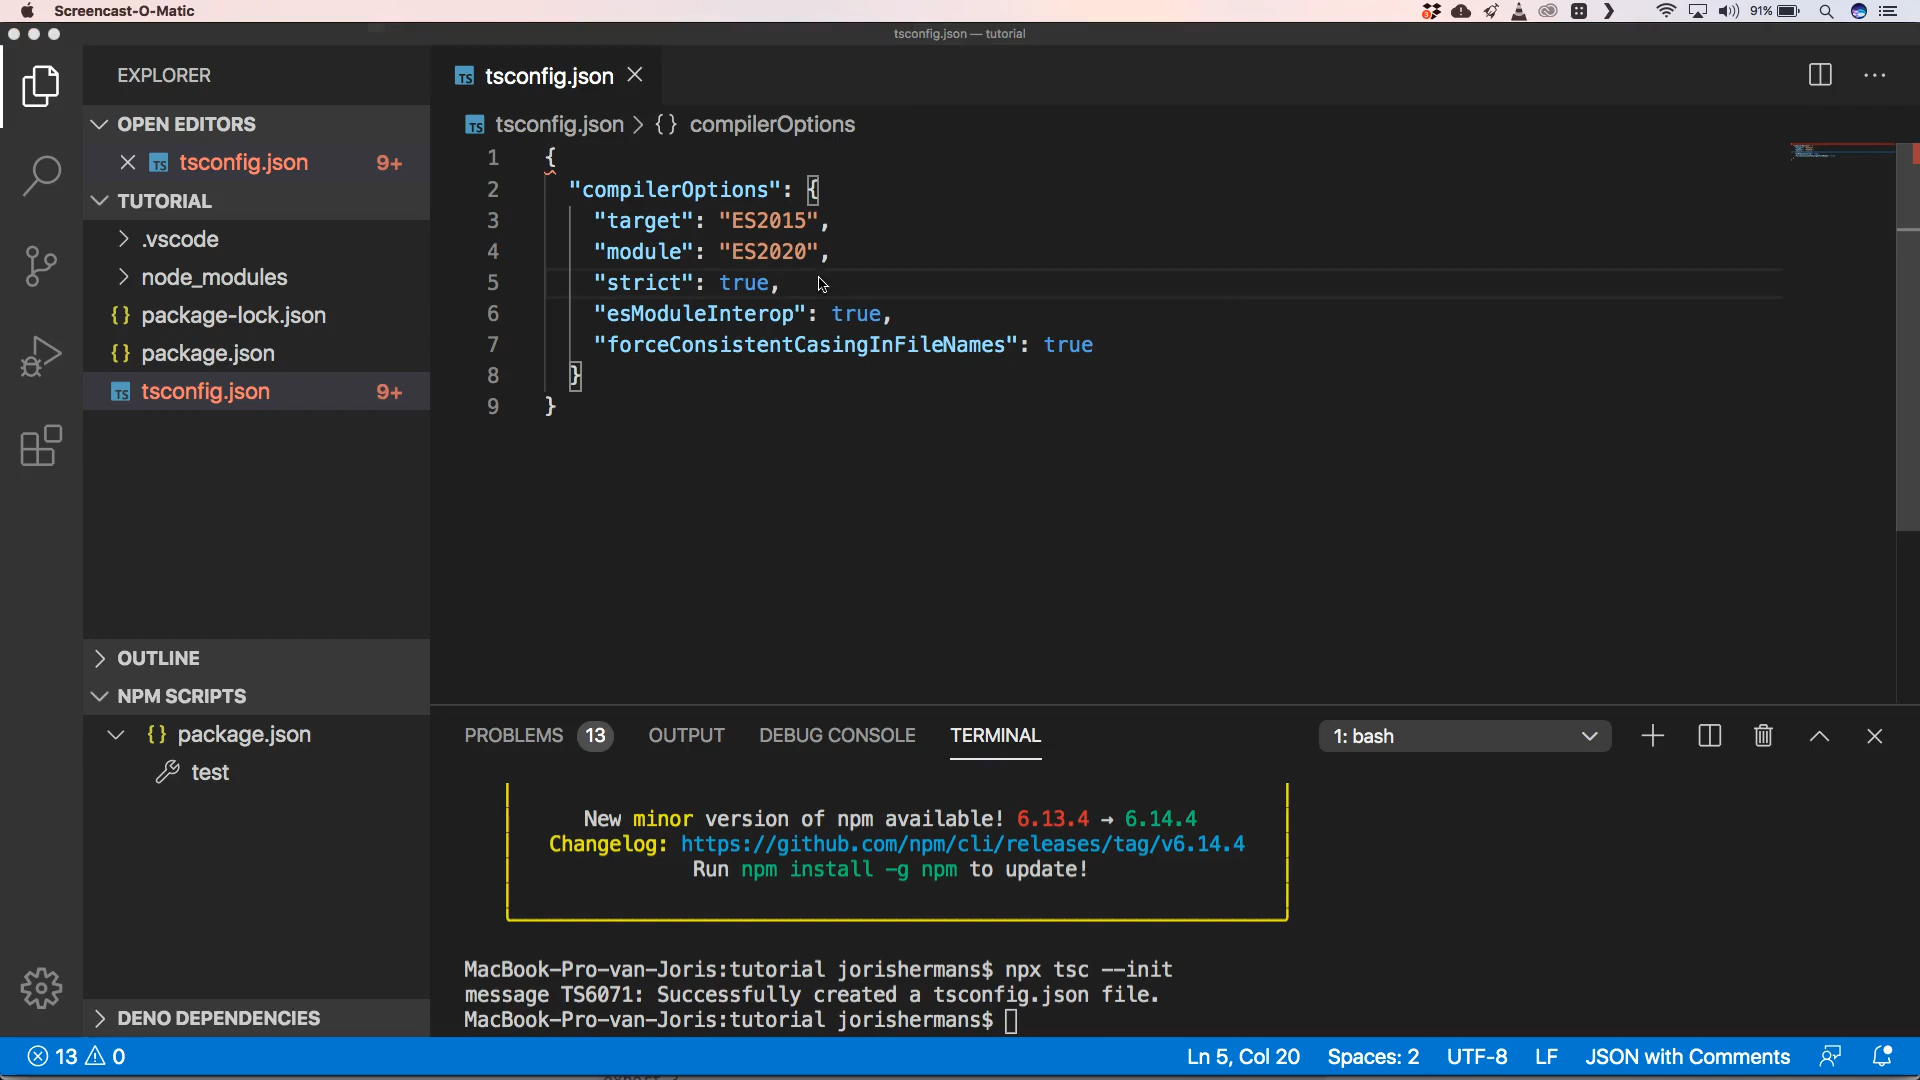 Screencast-O-Matic
3
91%
tsconfig.json — tutorial
EXPLORER
OPEN EDITORS
TS tsconfig.json 9+
TUTORIAL
.vscode
node_modules
{} package-lock.json
{} package.json
TS tsconfig.json 9+
OUTLINE
NPM SCRIPTS
{} package.json
test
DENO DEPENDENCIES
TS tsconfig.json
TS tsconfig.json > {} compilerOptions
1 {
2 "compilerOptions": {
3 "target": "ES2015",
4 "module": "ES2020",
5 "strict": true,
6 "esModuleInterop": true,
7 "forceConsistentCasingInFileNames": true
8 }
9 }
PROBLEMS 13 OUTPUT DEBUG CONSOLE TERMINAL 1: bash
New minor version of npm available! 6.13.4 → 6.14.4
Changelog: https://github.com/npm/cli/releases/tag/v6.14.4
Run npm install -g npm to update!
MacBook-Pro-van-Joris:tutorial jorishermans$ npx tsc --init
message TS6071: Successfully created a tsconfig.json file.
MacBook-Pro-van-Joris:tutorial jorishermans$
13 0 Ln 5, Col 20 Spaces: 2 UTF-8 LF JSON with Comments